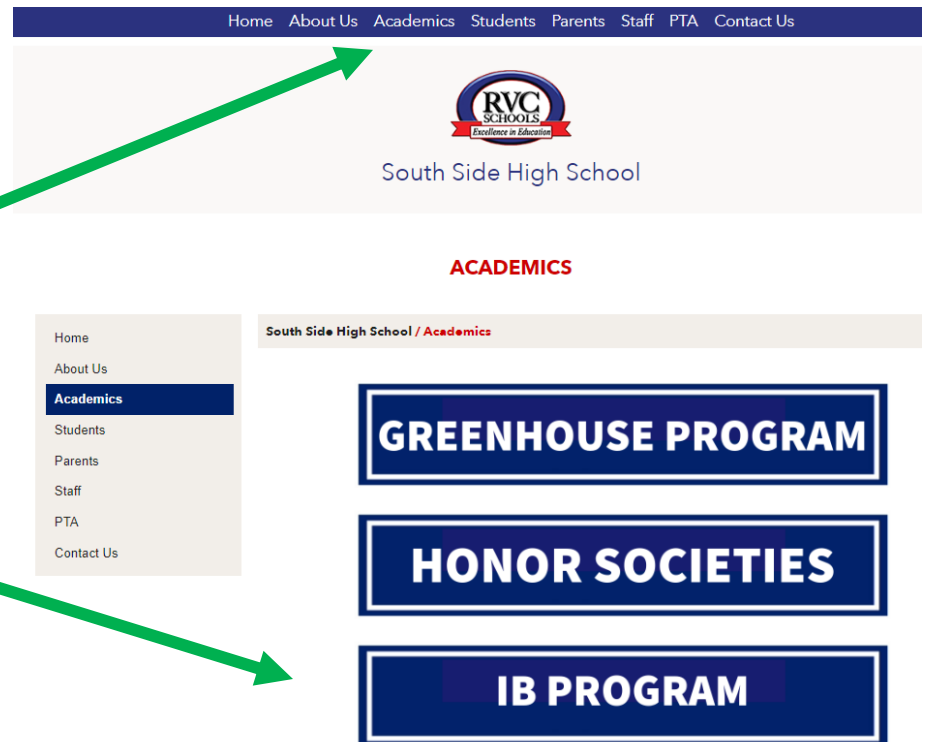 Home About Us Academics Students Parents Staff PTA Contact Us
RVC
SCHOOLS
Excellence in Education
South Side High School
ACADEMICS
Home
About Us
Academics
Students
Parents
Staff
PTA
Contact Us
South Side High School / Academics
GREENHOUSE PROGRAM
HONOR SOCIETIES
IB PROGRAM